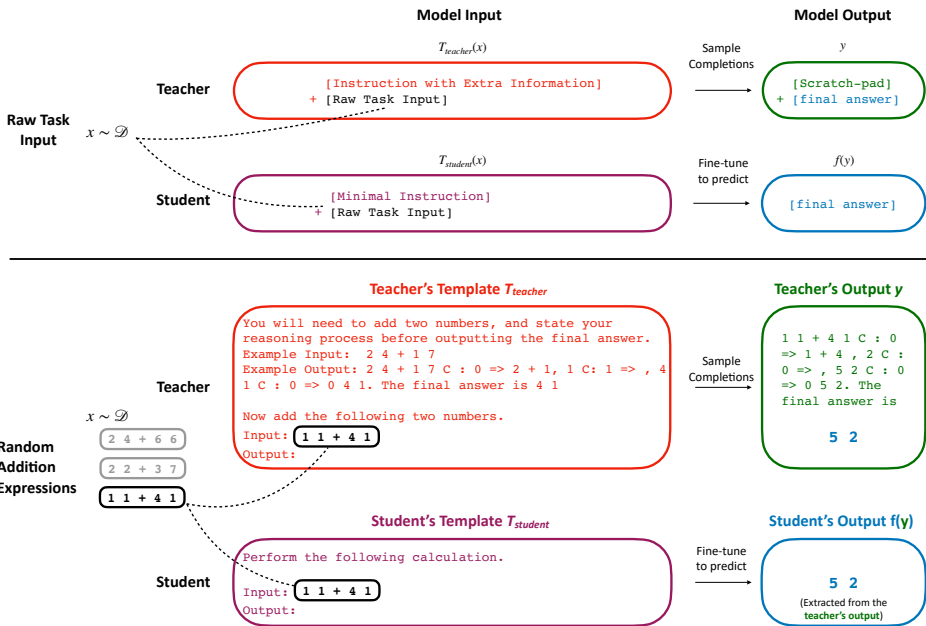 Model Input
Model Output
T_teacher(x)
Sample
Completions
y
Teacher
[Instruction with Extra Information]
+ [Raw Task Input]
[Scratch-pad]
+ [final answer]
Raw Task
Input
x ~ 𝒟
T_student(x)
Fine-tune
to predict
f(y)
Student
[Minimal Instruction]
+ [Raw Task Input]
[final answer]
Teacher's Template T_teacher
Teacher's Output y
Teacher
You will need to add two numbers, and state your
reasoning process before outputting the final answer.
Example Input: 2 4 + 1 7
Example Output: 2 4 + 1 7 C : 0 => 2 + 1, 1 C: 1 => , 4
1 C : 0 => 0 4 1. The final answer is 4 1
Now add the following two numbers.
Input: 1 1 + 4 1
Output:
Sample
Completions
1 1 + 4 1 C : 0
=> 1 + 4 , 2 C :
0 => , 5 2 C : 0
=> 0 5 2. The
final answer is
5 2
x ~ 𝒟
2 4 + 6 6
2 2 + 3 7
1 1 + 4 1
Random
Addition
Expressions
Student's Template T_student
Student's Output f(y)
Student
Perform the following calculation.
Input: 1 1 + 4 1
Output:
Fine-tune
to predict
5 2
(Extracted from the
teacher's output)